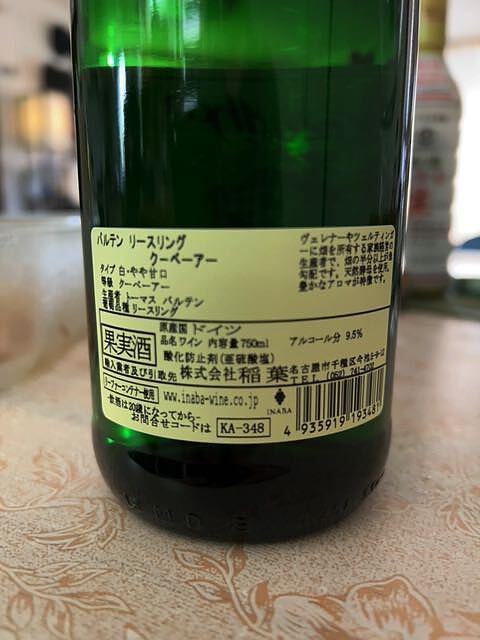 バルテン リースリング
クーベーアー
タイプ 白・やや甘口
等級 クーベーアー
生産者 トーマス バルテン
葡萄品種 リースリング
ヴェレナーやツェルティンガ
ーに畑を所有する家族経営の
生産者で、畑の半分以上が急
勾配です。天然酵母を使用。
豊かなアロマが特徴です。
果実酒
原産国 ドイツ
品名 ワイン 内容量 750ml アルコール分 9.5%
酸化防止剤(亜硫酸塩)
輸入業者及び引取先 株式会社 稲葉 名古屋市千種区今池
TEL (052) 741-4702
リーファーコンテナー使用 www.inaba-wine.co.jp
INABA
-飲酒は20歳になってから-
お問合せコードは KA-348
4 935919 193481